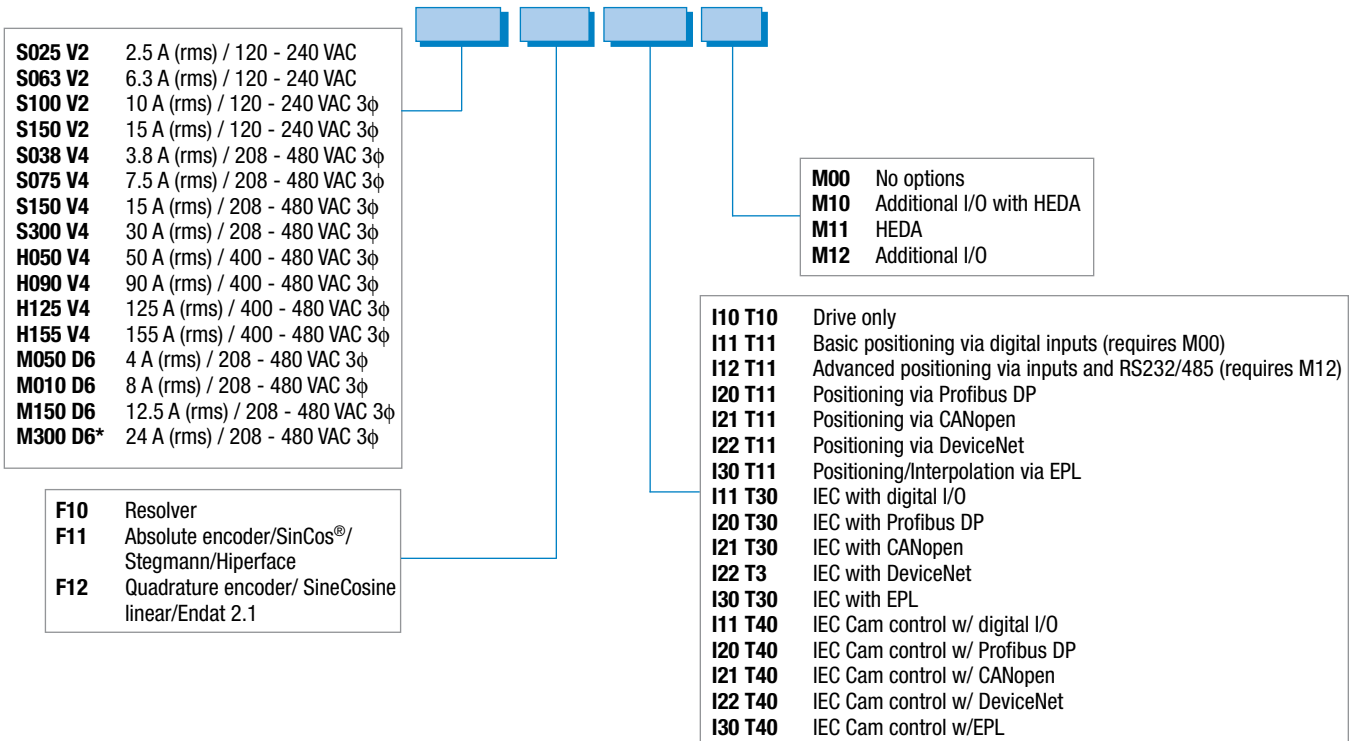 S025 V2 2.5 A (rms) / 120 - 240 VAC
S063 V2 6.3 A (rms) / 120 - 240 VAC
S100 V2 10 A (rms) / 120 - 240 VAC 3ϕ
S150 V2 15 A (rms) / 120 - 240 VAC 3ϕ
S038 V4 3.8 A (rms) / 208 - 480 VAC 3ϕ
S075 V4 7.5 A (rms) / 208 - 480 VAC 3ϕ
S150 V4 15 A (rms) / 208 - 480 VAC 3ϕ
S300 V4 30 A (rms) / 208 - 480 VAC 3ϕ
H050 V4 50 A (rms) / 400 - 480 VAC 3ϕ
H090 V4 90 A (rms) / 400 - 480 VAC 3ϕ
H125 V4 125 A (rms) / 400 - 480 VAC 3ϕ
H155 V4 155 A (rms) / 400 - 480 VAC 3ϕ
M050 D6 4 A (rms) / 208 - 480 VAC 3ϕ
M010 D6 8 A (rms) / 208 - 480 VAC 3ϕ
M150 D6 12.5 A (rms) / 208 - 480 VAC 3ϕ
M300 D6* 24 A (rms) / 208 - 480 VAC 3ϕ
F10 Resolver
F11 Absolute encoder/SinCos®/
Stegmann/Hiperface
F12 Quadrature encoder/ SineCosine
linear/Endat 2.1
M00 No options
M10 Additional I/O with HEDA
M11 HEDA
M12 Additional I/O
I10 T10 Drive only
I11 T11 Basic positioning via digital inputs (requires M00)
I12 T11 Advanced positioning via inputs and RS232/485 (requires M12)
I20 T11 Positioning via Profibus DP
I21 T11 Positioning via CANopen
I22 T11 Positioning via DeviceNet
I30 T11 Positioning/Interpolation via EPL
I11 T30 IEC with digital I/O
I20 T30 IEC with Profibus DP
I21 T30 IEC with CANopen
I22 T3 IEC with DeviceNet
I30 T30 IEC with EPL
I11 T40 IEC Cam control w/ digital I/O
I20 T40 IEC Cam control w/ Profibus DP
I21 T40 IEC Cam control w/ CANopen
I22 T40 IEC Cam control w/ DeviceNet
I30 T40 IEC Cam control w/EPL